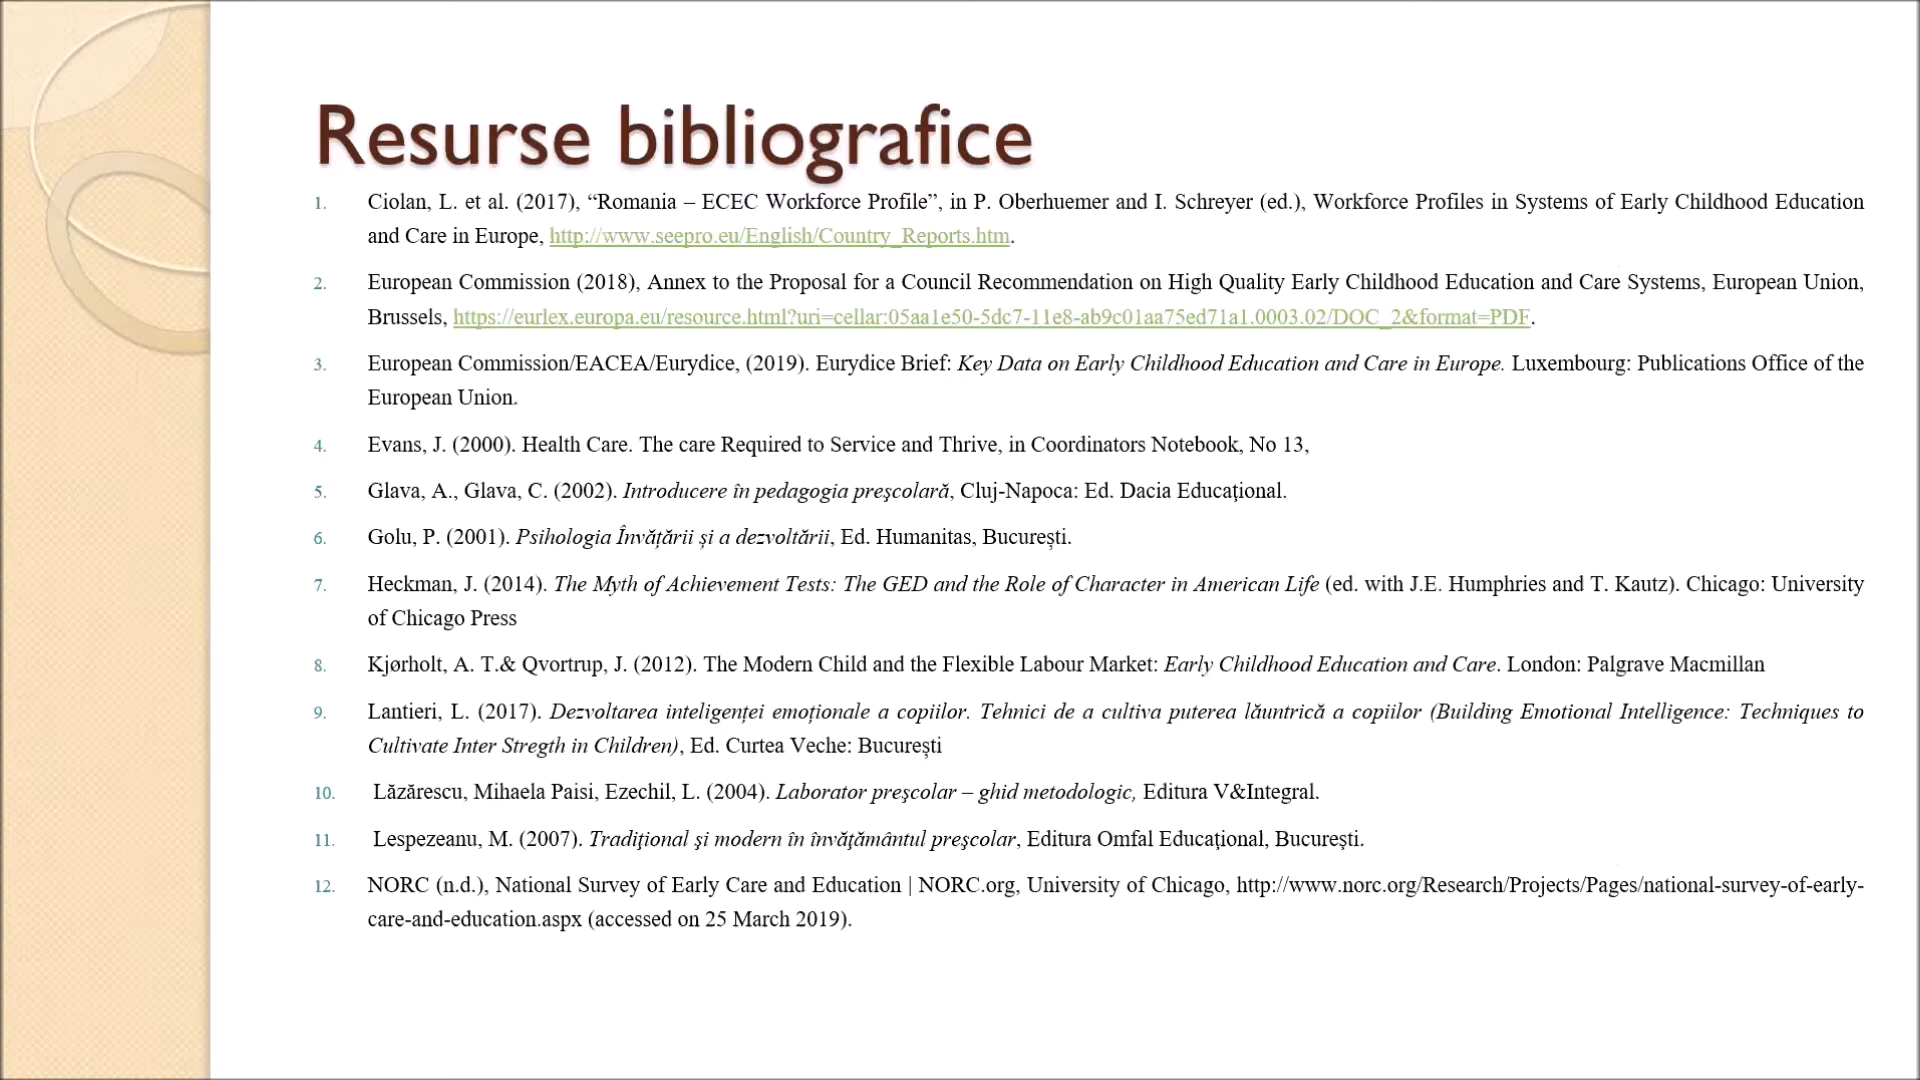 Resurse bibliografice
1. Ciolan, L. et al. (2017), “Romania – ECEC Workforce Profile”, in P. Oberhuemer and I. Schreyer (ed.), Workforce Profiles in Systems of Early Childhood Education
and Care in Europe, http://www.seepro.eu/English/Country_Reports.htm.
2. European Commission (2018), Annex to the Proposal for a Council Recommendation on High Quality Early Childhood Education and Care Systems, European Union,
Brussels, https://eurlex.europa.eu/resource.html?uri=cellar:05aa1e50-5dc7-11e8-ab9c01aa75ed71a1.0003.02/DOC_2&format=PDF.
3. European Commission/EACEA/Eurydice, (2019). Eurydice Brief: Key Data on Early Childhood Education and Care in Europe. Luxembourg: Publications Office of the
European Union.
4. Evans, J. (2000). Health Care. The care Required to Service and Thrive, in Coordinators Notebook, No 13,
5. Glava, A., Glava, C. (2002). Introducere în pedagogia preşcolară, Cluj-Napoca: Ed. Dacia Educaţional.
6. Golu, P. (2001). Psihologia Învățării și a dezvoltării, Ed. Humanitas, București.
7. Heckman, J. (2014). The Myth of Achievement Tests: The GED and the Role of Character in American Life (ed. with J.E. Humphries and T. Kautz). Chicago: University
of Chicago Press
8. Kjørholt, A. T.& Qvortrup, J. (2012). The Modern Child and the Flexible Labour Market: Early Childhood Education and Care. London: Palgrave Macmillan
9. Lantieri, L. (2017). Dezvoltarea inteligenței emoționale a copiilor. Tehnici de a cultiva puterea lăuntrică a copiilor (Building Emotional Intelligence: Techniques to
Cultivate Inter Stregth in Children), Ed. Curtea Veche: București
10. Lăzărescu, Mihaela Paisi, Ezechil, L. (2004). Laborator preşcolar – ghid metodologic, Editura V&Integral.
11. Lespezeanu, M. (2007). Tradiţional şi modern în învăţământul preşcolar, Editura Omfal Educaţional, Bucureşti.
12. NORC (n.d.), National Survey of Early Care and Education | NORC.org, University of Chicago, http://www.norc.org/Research/Projects/Pages/national-survey-of-early-
care-and-education.aspx (accessed on 25 March 2019).